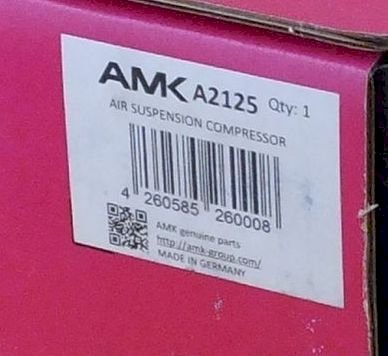 AMK A2125 Qty: 1
AIR SUSPENSION COMPRESSOR
4 260585 260008
AMK genuine parts
http://amk-group.com/
MADE IN GERMANY